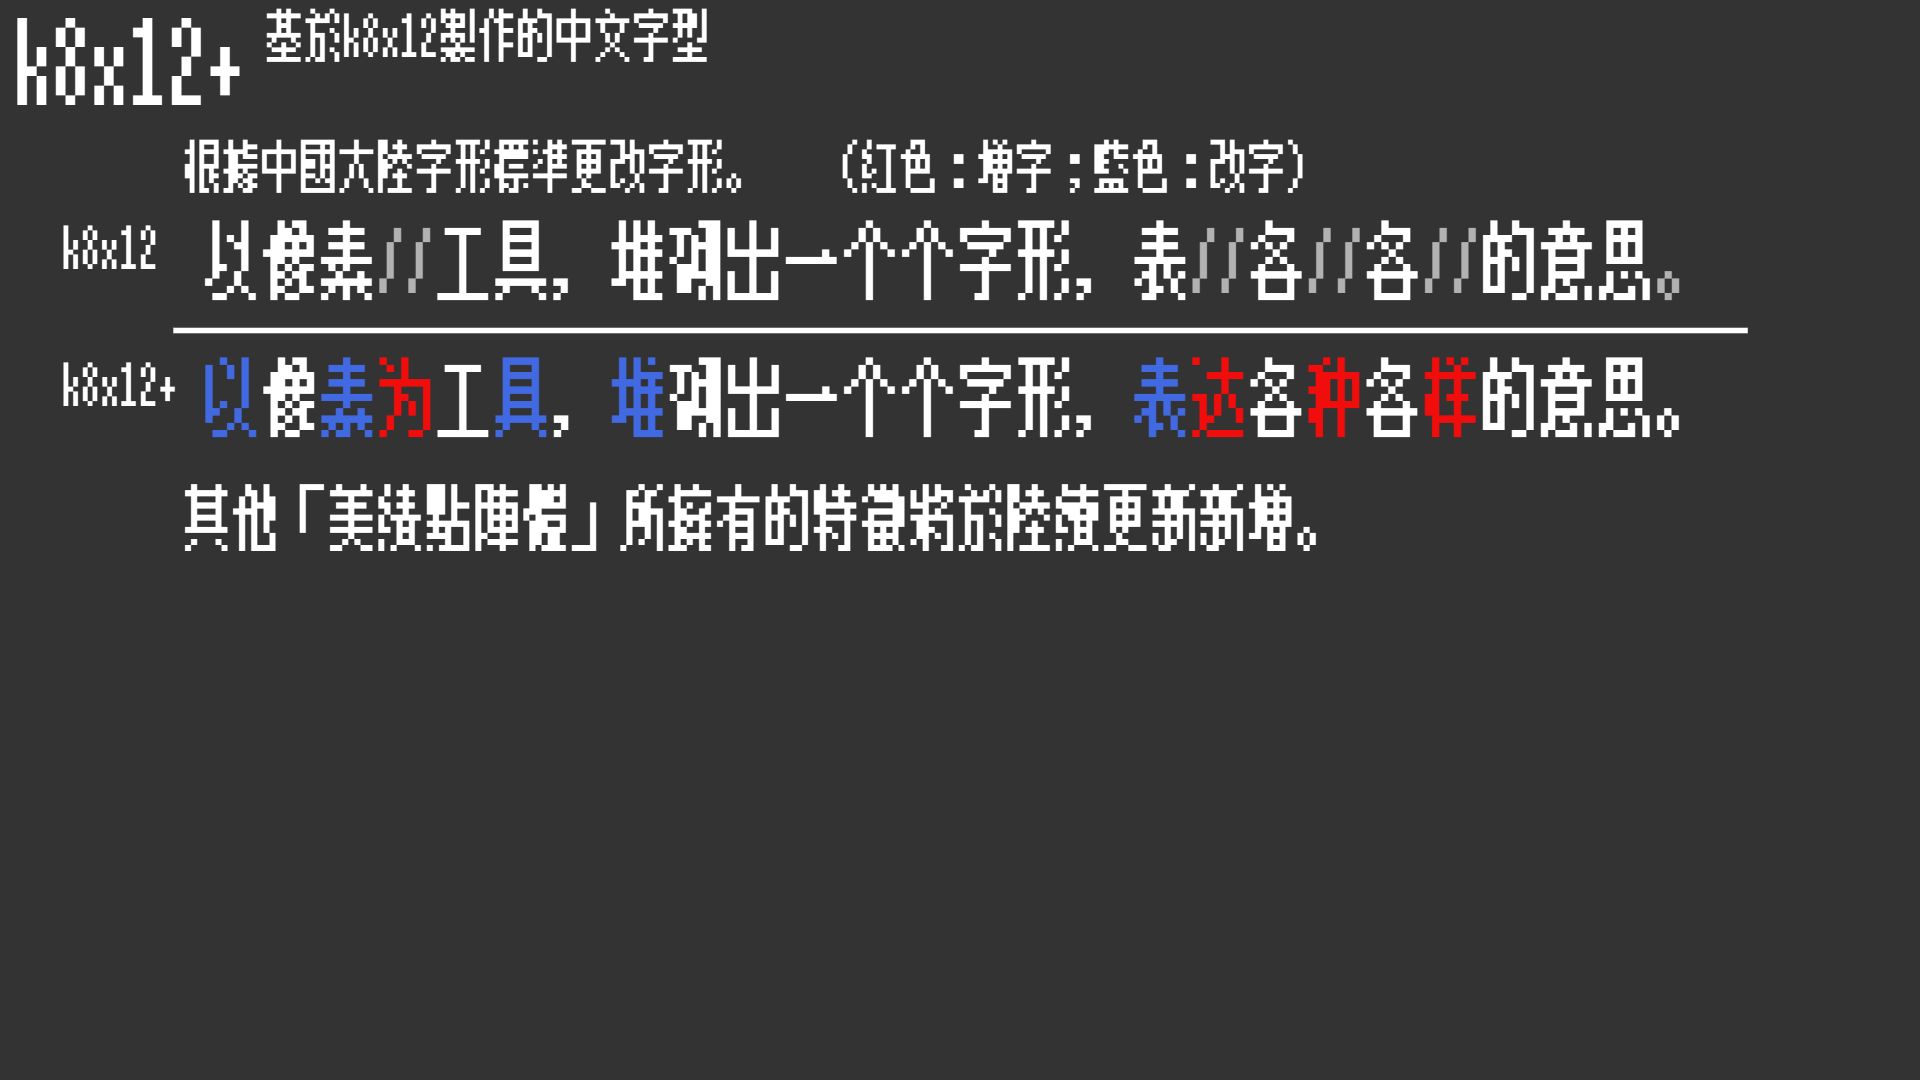 k8x12+
基於k8x12製作的中文字型
根據中國大陸字形標準更改字形。　　（紅色：增字；藍色：改字）
k8x12 以像素//工具，堆砌出一个个字形，表//各//各//的意思。
k8x12+ 以像素为工具，堆砌出一个个字形，表达各种各样的意思。
其他「美績點陣體」所擁有的特徵將於陸續更新新增。